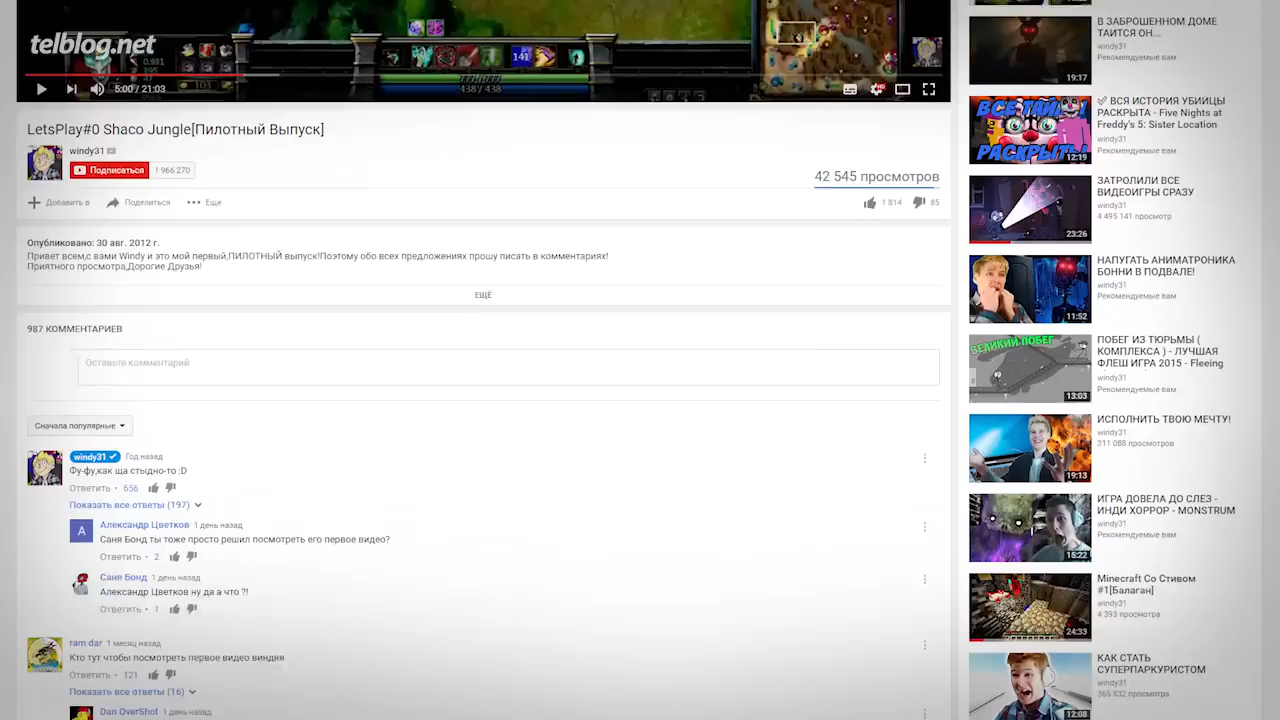 telblog.net
103
141
438 / 438
5:00 / 21:03
LetsPlay#0 Shaco Jungle[Пилотный Выпуск]
windy31
Подписаться
1 966 270
42 545 просмотров
Добавить в
Поделиться
Еще
1 814
85
Опубликовано: 30 авг. 2012 г.
Привет всем,с вами Windy и это мой первый,ПИЛОТНЫЙ выпуск!Поэтому обо всех предложениях прошу писать в комментариях!
Приятного просмотра,Дорогие Друзья!
ЕЩЁ
987 КОММЕНТАРИЕВ
Оставьте комментарий
Сначала популярные
windy31 Год назад
Фу-фу,как ща стыдно-то :D
Ответить • 656
Показать все ответы (197)
А
Александр Цветков 1 день назад
Саня Бонд ты тоже просто решил посмотреть его первое видео?
Ответить • 2
Саня Бонд 1 день назад
Александр Цветков ну да а что ?!
Ответить • 1
ram dar 1 месяц назад
Кто тут чтобы посмотреть первое видео виндяя
Ответить • 121
Показать все ответы (16)
Dan OverShot 1 день назад
В ЗАБРОШЕННОМ ДОМЕ
ТАИТСЯ ОН...
windy31
Рекомендуемые вам
19:17
ВСЕ ТАЙНЫ
РАСКРЫТЫ
12:19
ВСЯ ИСТОРИЯ УБИЙЦЫ
РАСКРЫТА - Five Nights at
Freddy's 5: Sister Location
windy31
Рекомендуемые вам
23:26
ЗАТРОЛИЛИ ВСЕ
ВИДЕОИГРЫ СРАЗУ
windy31
4 495 141 просмотр
11:52
НАПУГАТЬ АНИМАТРОНИКА
БОННИ В ПОДВАЛЕ!
windy31
Рекомендуемые вам
ВЕЛИКИЙ ПОБЕГ
13:03
ПОБЕГ ИЗ ТЮРЬМЫ (
КОМПЛЕКСА ) - ЛУЧШАЯ
ФЛЕШ ИГРА 2015 - Fleeing
windy31
Рекомендуемые вам
19:13
ИСПОЛНИТЬ ТВОЮ МЕЧТУ!
windy31
311 088 просмотров
15:22
ИГРА ДОВЕЛА ДО СЛЕЗ -
ИНДИ ХОРРОР - MONSTRUM
windy31
Рекомендуемые вам
24:33
Minecraft Со Стивом
#1[Балаган]
windy31
4 393 просмотра
12:08
КАК СТАТЬ
СУПЕРПАРКУРИСТОМ
windy31
365 832 просмотра